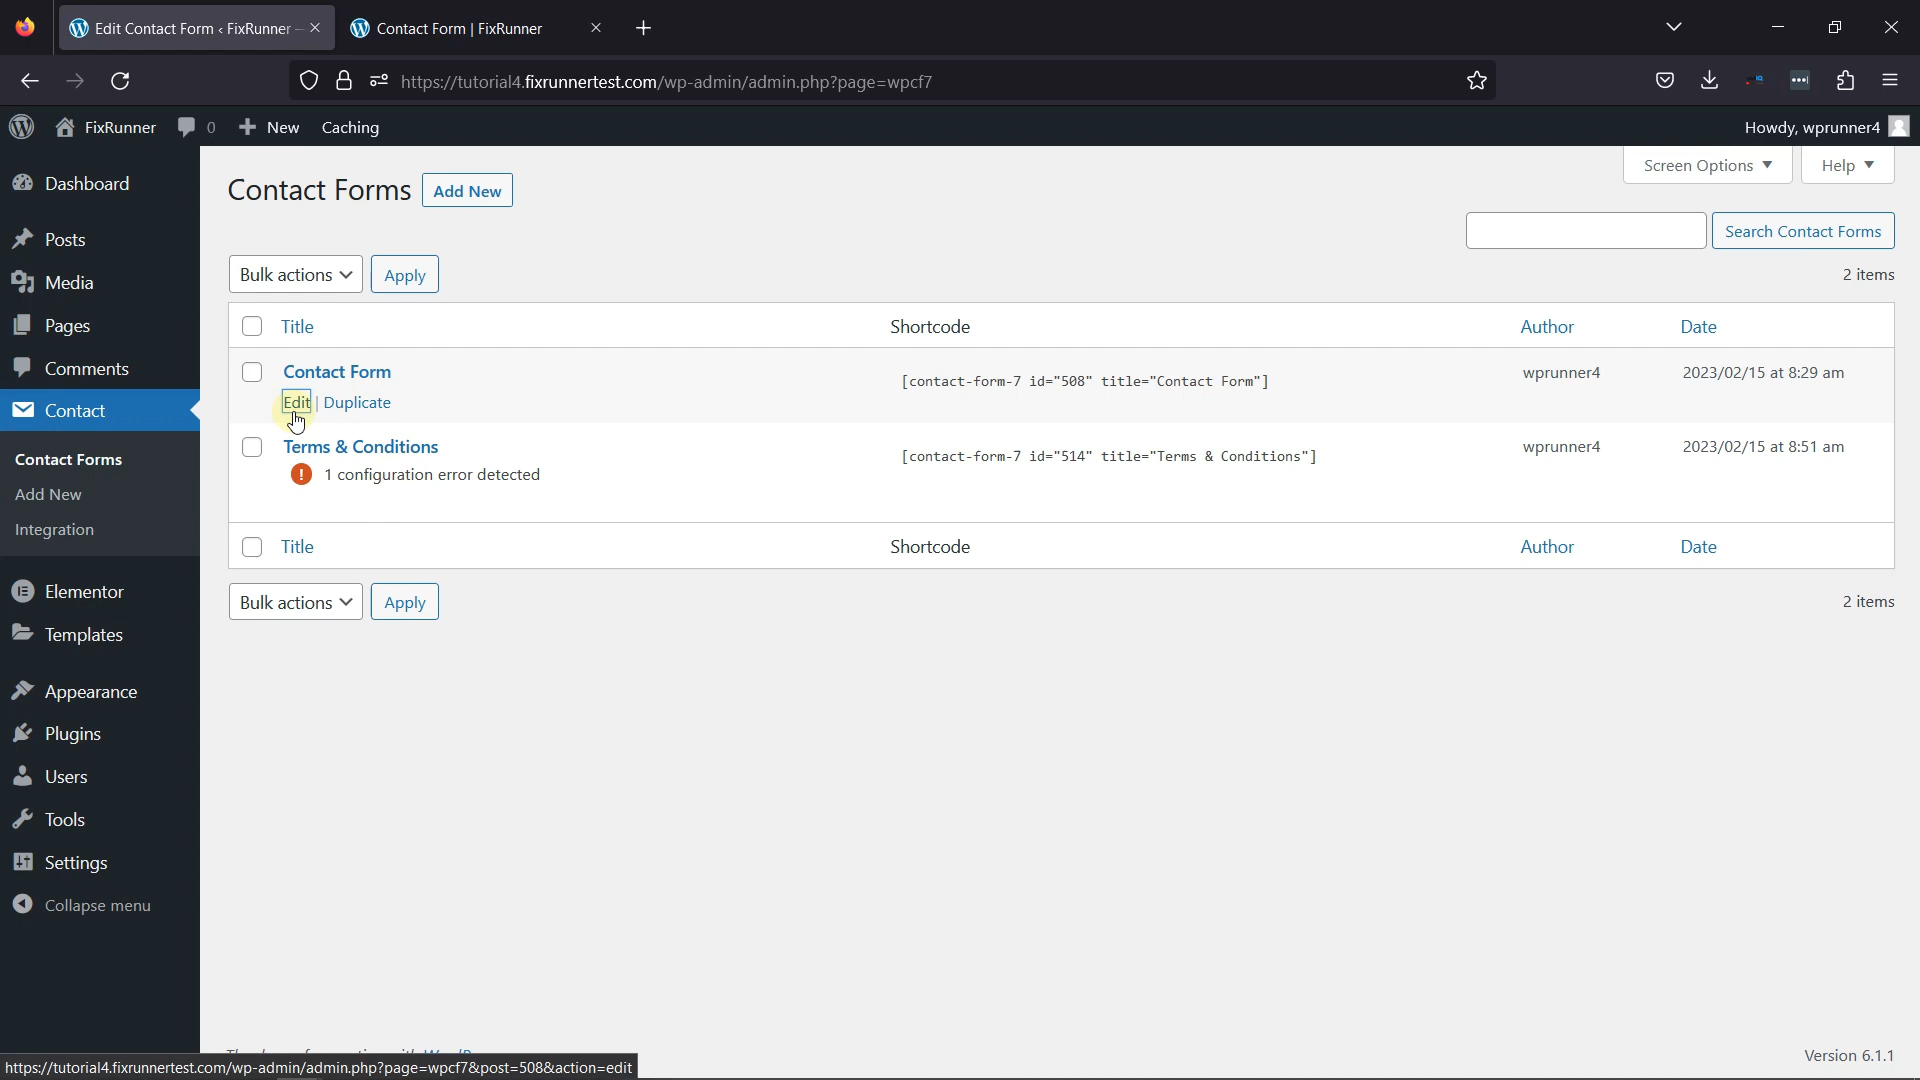 Edit Contact Form ‹ FixRunner —
Contact Form | FixRunner
https://tutorial4.fixrunnertest.com/wp-admin/admin.php?page=wpcf7
FixRunner
0
New
Caching
Howdy, wprunner4
Dashboard
Posts
Media
Pages
Comments
Contact
Contact Forms
Add New
Integration
Elementor
Templates
Appearance
Plugins
Users
Tools
Settings
Collapse menu
Screen Options
Help
Contact Forms
Add New
Search Contact Forms
Bulk actions
Apply
2 items
Title
Shortcode
Author
Date
Contact Form
[contact-form-7 id="508" title="Contact Form"]
wprunner4
2023/02/15 at 8:29 am
Edit | Duplicate
Terms & Conditions
[contact-form-7 id="514" title="Terms & Conditions"]
wprunner4
2023/02/15 at 8:51 am
! 1 configuration error detected
Title
Shortcode
Author
Date
Bulk actions
Apply
2 items
Version 6.1.1
https://tutorial4.fixrunnertest.com/wp-admin/admin.php?page=wpcf7&post=508&action=edit